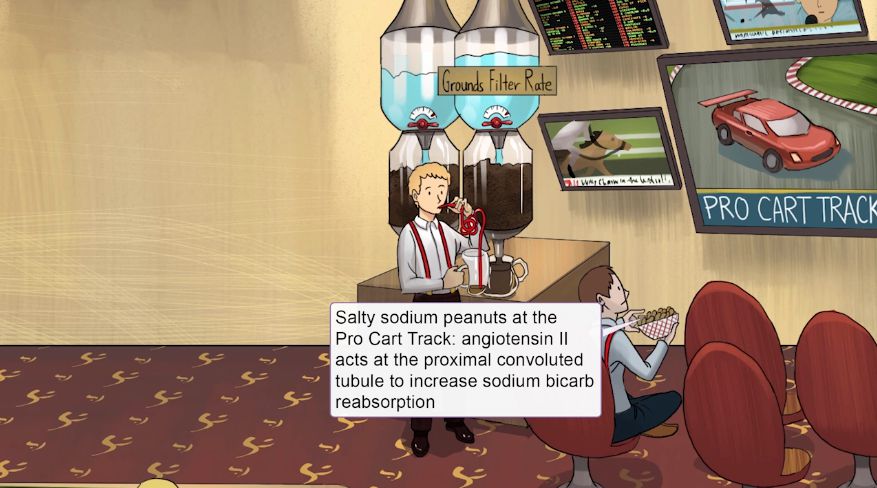 Grounds Filter Rate
PRO CART TRACK
Salty sodium peanuts at the
Pro Cart Track: angiotensin II
acts at the proximal convoluted
tubule to increase sodium bicarb
reabsorption